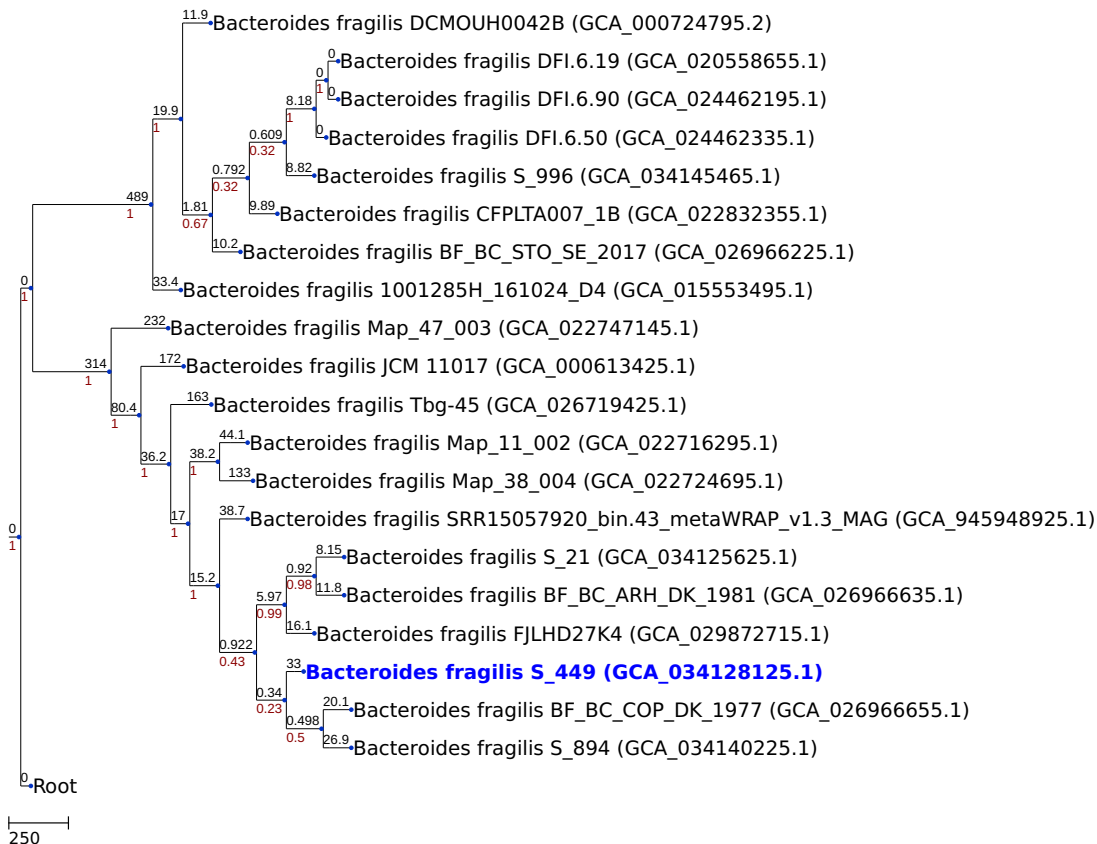 11.9 Bacteroides fragilis DCMOUH0042B (GCA_000724795.2)
0 Bacteroides fragilis DFI.6.19 (GCA_020558655.1)
0
1
0 Bacteroides fragilis DFI.6.90 (GCA_024462195.1)
8.18
1
19.9
1
0 Bacteroides fragilis DFI.6.50 (GCA_024462335.1)
0.609
0.32
0.792
0.32
8.82 Bacteroides fragilis S_996 (GCA_034145465.1)
489
1
1.81
0.67
9.89 Bacteroides fragilis CFPLTA007_1B (GCA_022832355.1)
10.2 Bacteroides fragilis BF_BC_STO_SE_2017 (GCA_026966225.1)
0
1
33.4 Bacteroides fragilis 1001285H_161024_D4 (GCA_015553495.1)
232 Bacteroides fragilis Map_47_003 (GCA_022747145.1)
314
1
172 Bacteroides fragilis JCM 11017 (GCA_000613425.1)
80.4
1
163 Bacteroides fragilis Tbg-45 (GCA_026719425.1)
36.2
1
44.1 Bacteroides fragilis Map_11_002 (GCA_022716295.1)
38.2
1
133 Bacteroides fragilis Map_38_004 (GCA_022724695.1)
17
1
38.7 Bacteroides fragilis SRR15057920_bin.43_metaWRAP_v1.3_MAG (GCA_945948925.1)
0
1
8.15 Bacteroides fragilis S_21 (GCA_034125625.1)
15.2
1
0.92
0.98
11.8 Bacteroides fragilis BF_BC_ARH_DK_1981 (GCA_026966635.1)
5.97
0.99
16.1 Bacteroides fragilis FJLHD27K4 (GCA_029872715.1)
0.922
0.43
33 Bacteroides fragilis S_449 (GCA_034128125.1)
0.34
0.23
20.1 Bacteroides fragilis BF_BC_COP_DK_1977 (GCA_026966655.1)
0.498
0.5
26.9 Bacteroides fragilis S_894 (GCA_034140225.1)
0 Root
250